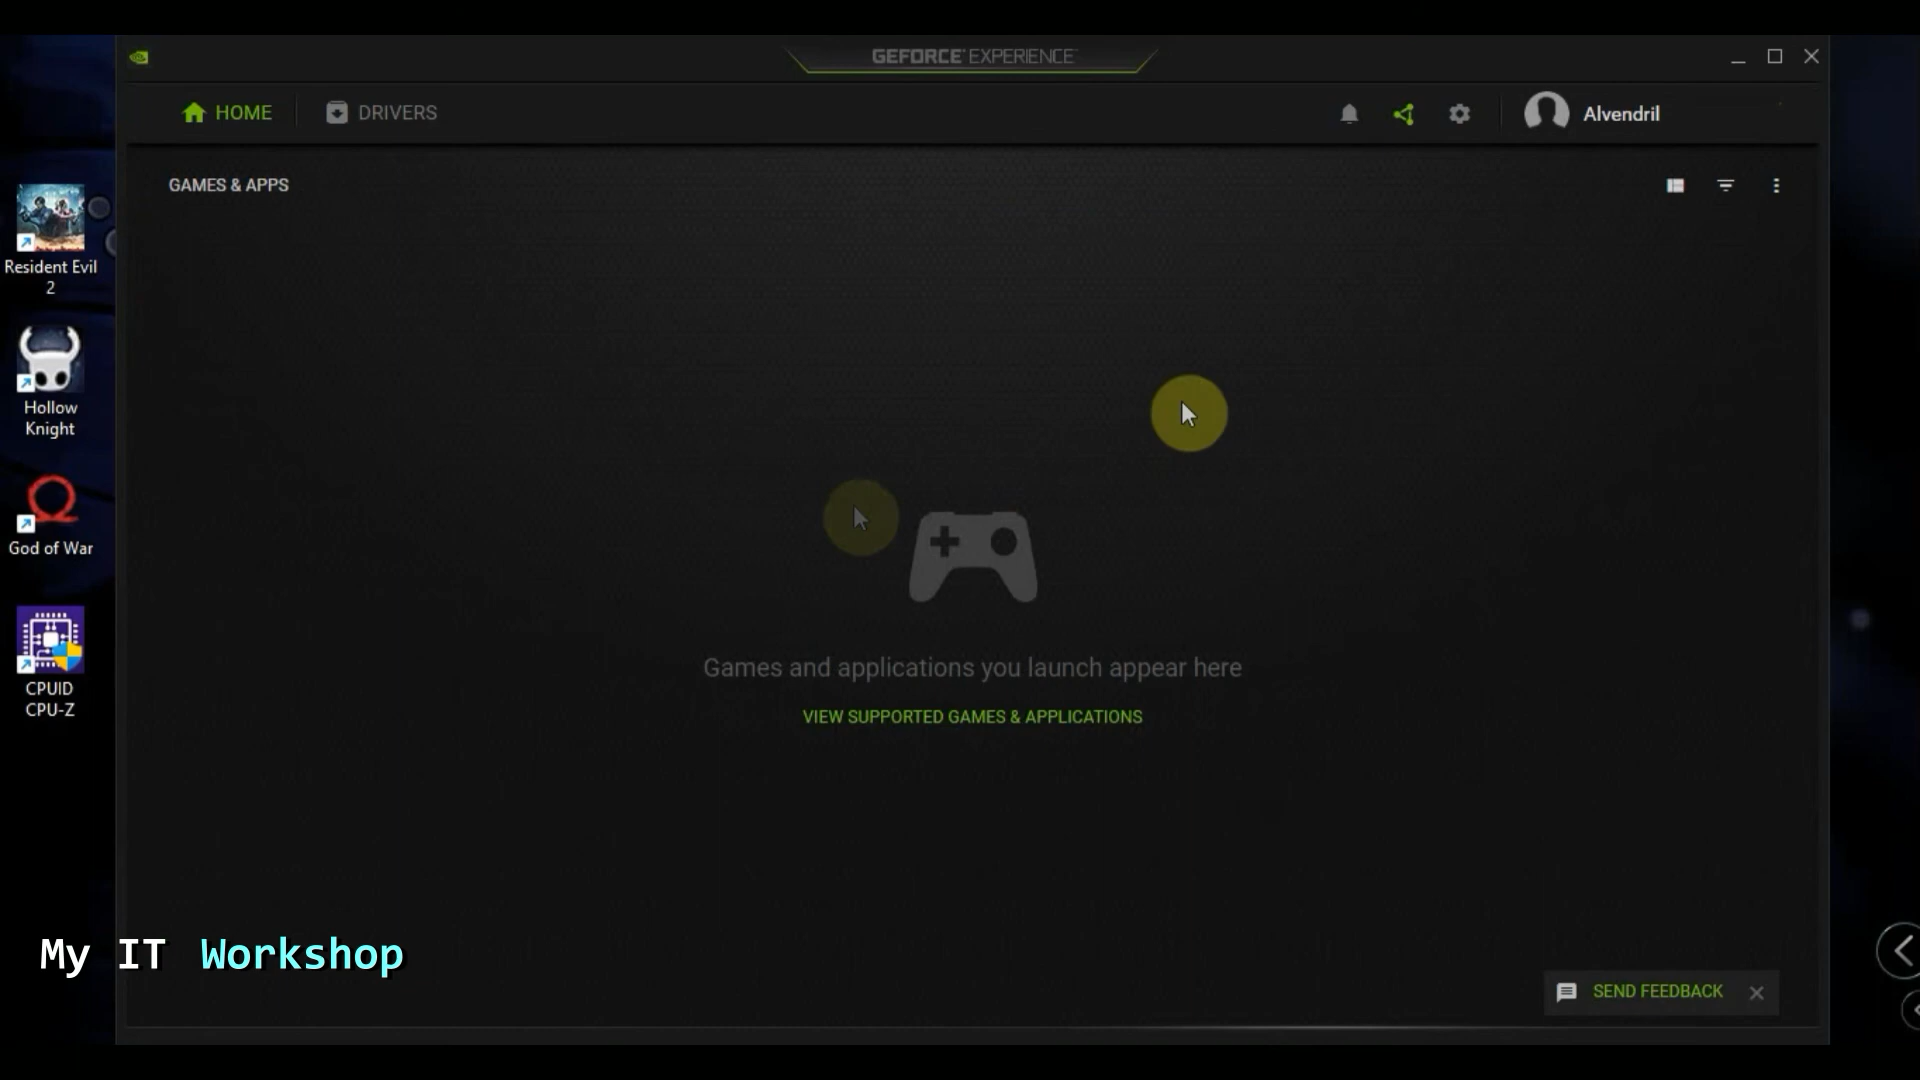 GEFORCE EXPERIENCE
HOME
DRIVERS
Alvendril
GAMES & APPS
Resident Evil
2
Hollow
Knight
God of War
CPUID
CPU-Z
Games and applications you launch appear here
VIEW SUPPORTED GAMES & APPLICATIONS
My IT Workshop
SEND FEEDBACK